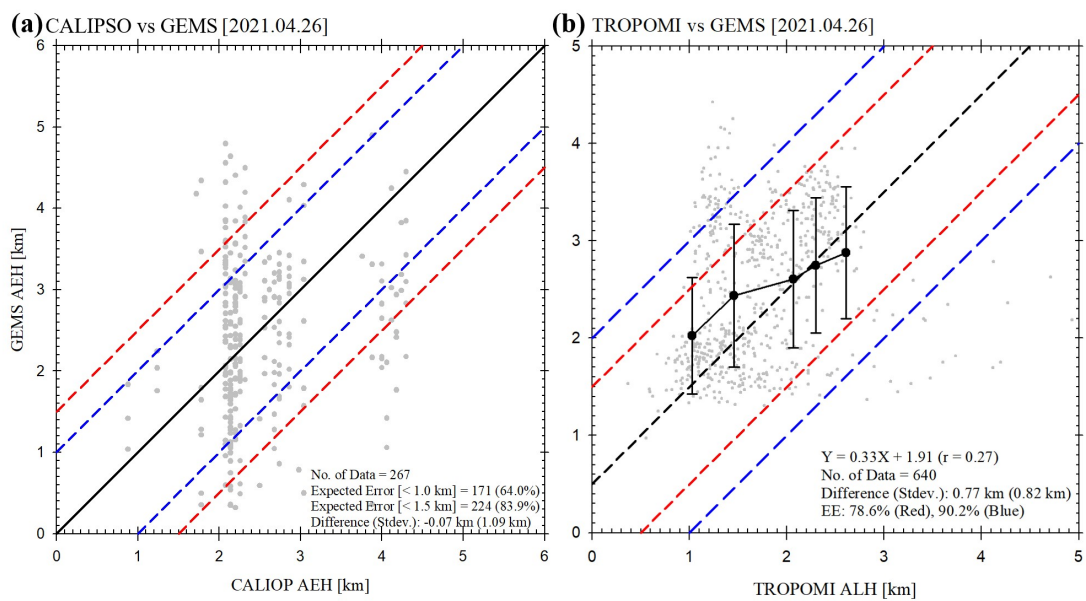 (a) CALIPSO vs GEMS [2021.04.26]
6
5
4
3
2
1
0
GEMS AEH [km]
No. of Data = 267
Expected Error [< 1.0 km] = 171 (64.0%)
Expected Error [< 1.5 km] = 224 (83.9%)
Difference (Stdev.): -0.07 km (1.09 km)
0 1 2 3 4 5 6
CALIOP AEH [km]
(b) TROPOMI vs GEMS [2021.04.26]
5
4
3
2
1
0
Y = 0.33X + 1.91 (r = 0.27)
No. of Data = 640
Difference (Stdev.): 0.77 km (0.82 km)
EE: 78.6% (Red), 90.2% (Blue)
0 1 2 3 4 5
TROPOMI ALH [km]